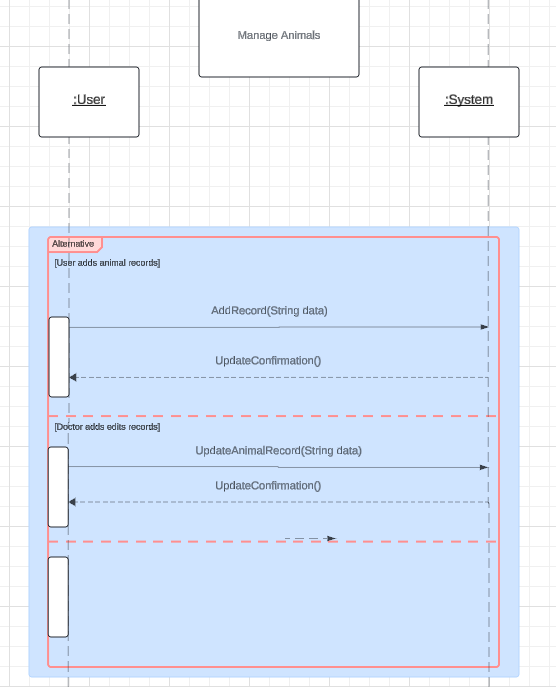 Manage Animals
:User
:System
Alternative
[User adds animal records]
AddRecord(String data)
UpdateConfirmation()
[Doctor adds edits records]
UpdateAnimalRecord(String data)
UpdateConfirmation()